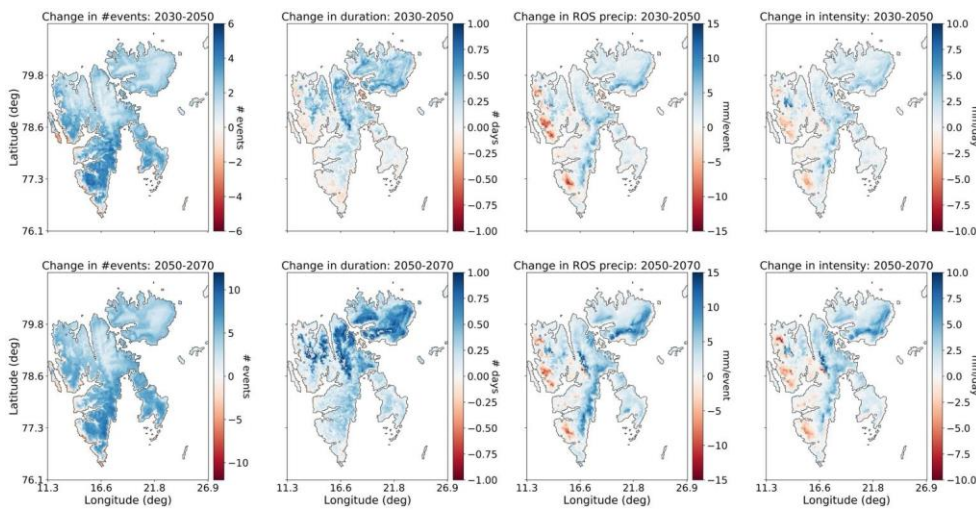 Change in #events: 2030-2050
Change in duration: 2030-2050
Change in ROS precip: 2030-2050
Change in intensity: 2030-2050
Latitude (deg)
79.8
78.6
77.3
76.1
6
4
2
0
−2
−4
−6
# events
1.00
0.75
0.50
0.25
0.00
−0.25
−0.50
−0.75
−1.00
# days
15
10
5
0
−5
−10
−15
mm/event
10.0
7.5
5.0
2.5
0.0
−2.5
−5.0
−7.5
−10.0
mm/day
Change in #events: 2050-2070
Change in duration: 2050-2070
Change in ROS precip: 2050-2070
Change in intensity: 2050-2070
Latitude (deg)
79.8
78.6
77.3
76.1
10
5
0
−5
−10
# events
1.00
0.75
0.50
0.25
0.00
−0.25
−0.50
−0.75
−1.00
# days
15
10
5
0
−5
−10
−15
mm/event
10.0
7.5
5.0
2.5
0.0
−2.5
−5.0
−7.5
−10.0
mm/day
11.3 16.6 21.8 26.9
11.3 16.6 21.8 26.9
11.3 16.6 21.8 26.9
11.3 16.6 21.8 26.9
Longitude (deg)
Longitude (deg)
Longitude (deg)
Longitude (deg)